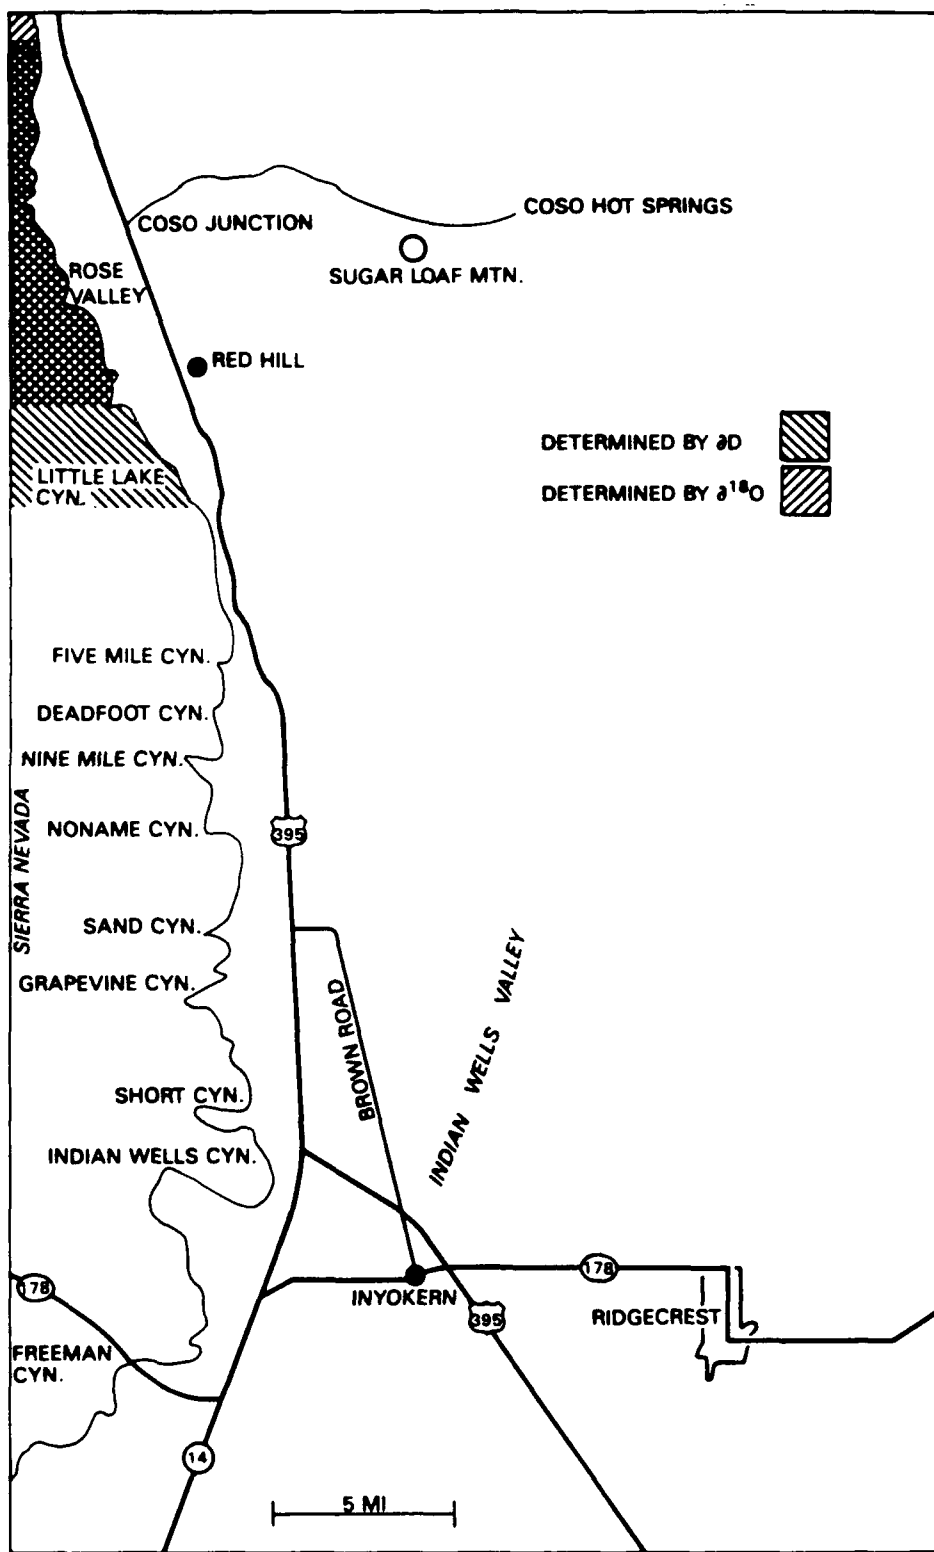 COSO HOT SPRINGS
COSO JUNCTION
SUGAR LOAF MTN.
ROSE
VALLEY
RED HILL
DETERMINED BY ∂D
DETERMINED BY ∂¹⁸O
LITTLE LAKE
CYN.
FIVE MILE CYN.
DEADFOOT CYN.
NINE MILE CYN.
SIERRA NEVADA
NONAME CYN.
395
SAND CYN.
GRAPEVINE CYN.
BROWN ROAD
INDIAN WELLS VALLEY
SHORT CYN.
INDIAN WELLS CYN.
178
178
INYOKERN
395
RIDGECREST
FREEMAN
CYN.
14
5 MI